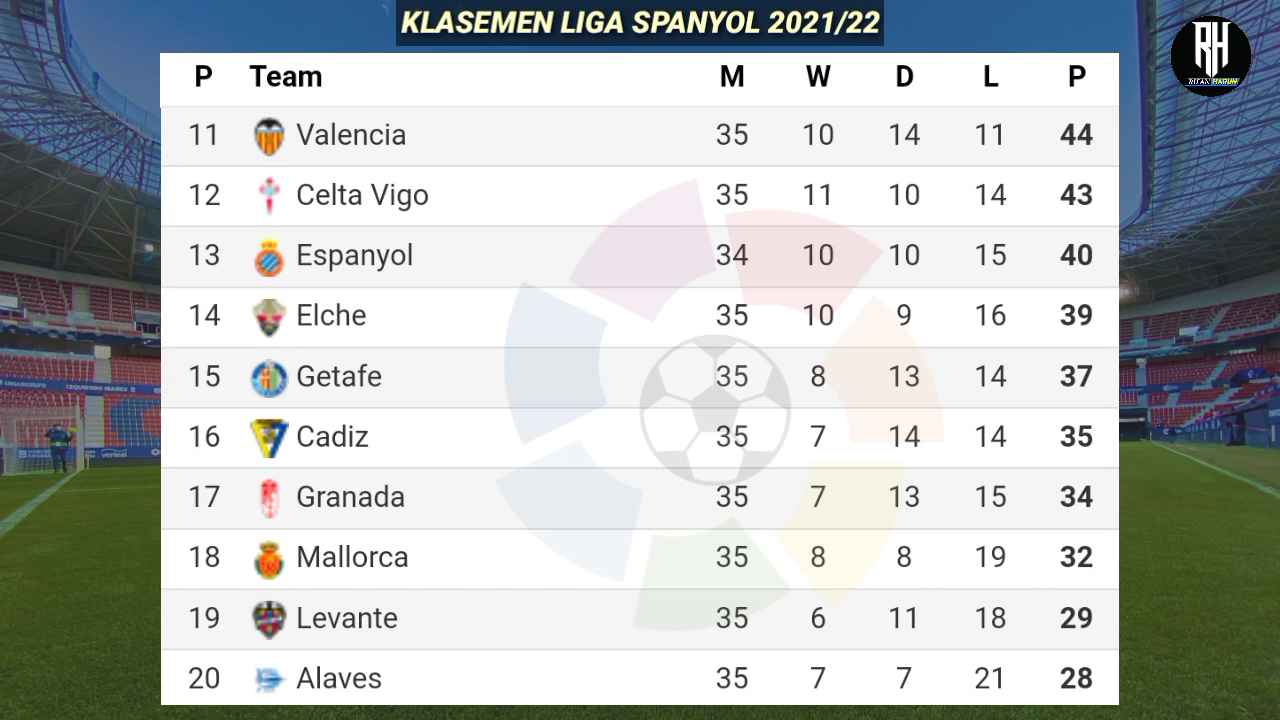 KLASEMEN LIGA SPANYOL 2021/22
RH
P Team M W D L P
11 Valencia 35 10 14 11 44
12 Celta Vigo 35 11 10 14 43
13 Espanyol 34 10 10 15 40
14 Elche 35 10 9 16 39
15 Getafe 35 8 13 14 37
16 Cadiz 35 7 14 14 35
17 Granada 35 7 13 15 34
18 Mallorca 35 8 8 19 32
19 Levante 35 6 11 18 29
20 Alaves 35 7 7 21 28
IZQUIERDO IBAÑEZ
verleal